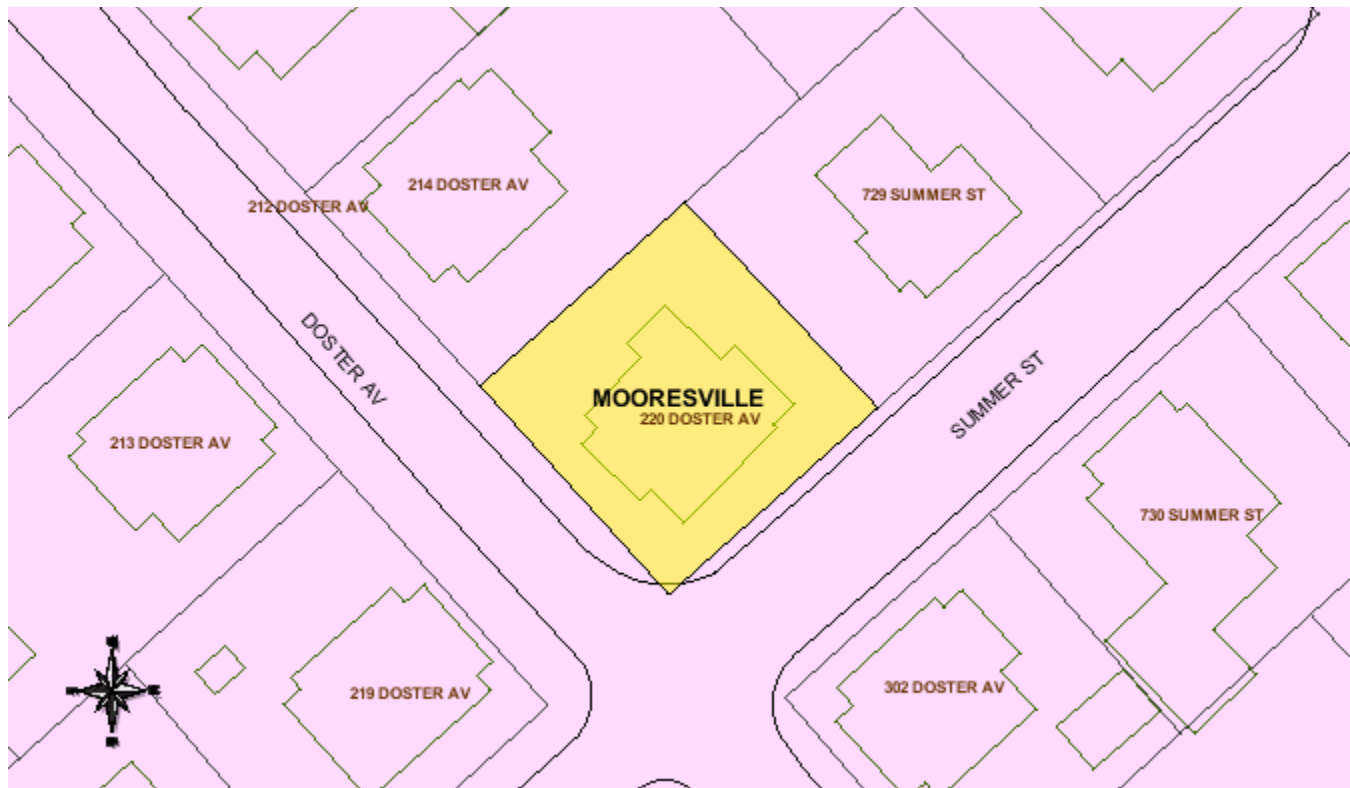 214 DOSTER AV
729 SUMMER ST
212 DOSTER AV
DOSTER AV
SUMMER ST
MOORESVILLE
220 DOSTER AV
213 DOSTER AV
730 SUMMER ST
302 DOSTER AV
219 DOSTER AV